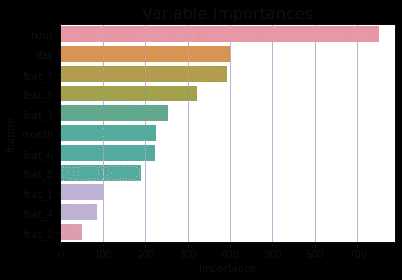 Variable Importances
hour
day
feat_7
feat_5
feat_3
month
feat_6
feat_8
feat_1
feat_4
feat_2
feature
0 100 200 300 400 500 600 700
importance